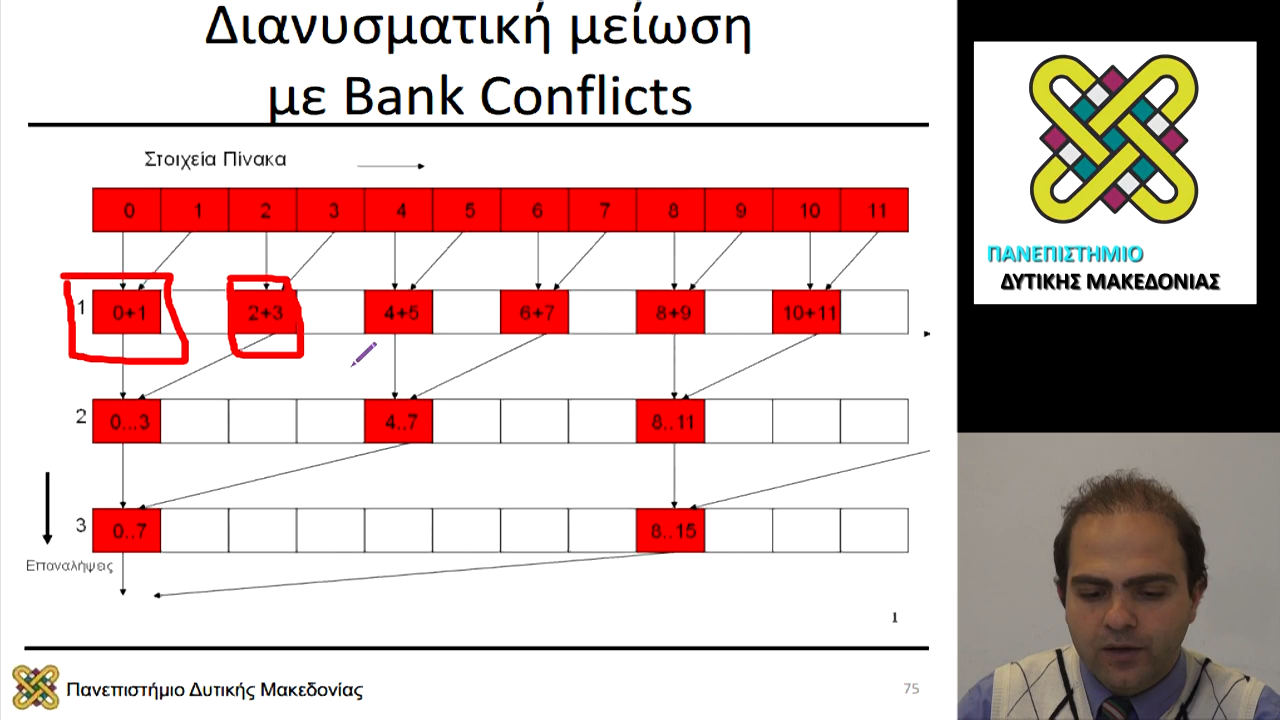 Διανυσματική μείωση
με Bank Conflicts
Στοιχεία Πίνακα
0 1 2 3 4 5 6 7 8 9 10 11
1 0+1 2+3 4+5 6+7 8+9 10+11
2 0...3 4..7 8..11
3 0..7 8..15
Επαναλήψεις
1
Πανεπιστήμιο Δυτικής Μακεδονίας
75
ΠΑΝΕΠΙΣΤΗΜΙΟ
ΔΥΤΙΚΗΣ ΜΑΚΕΔΟΝΙΑΣ